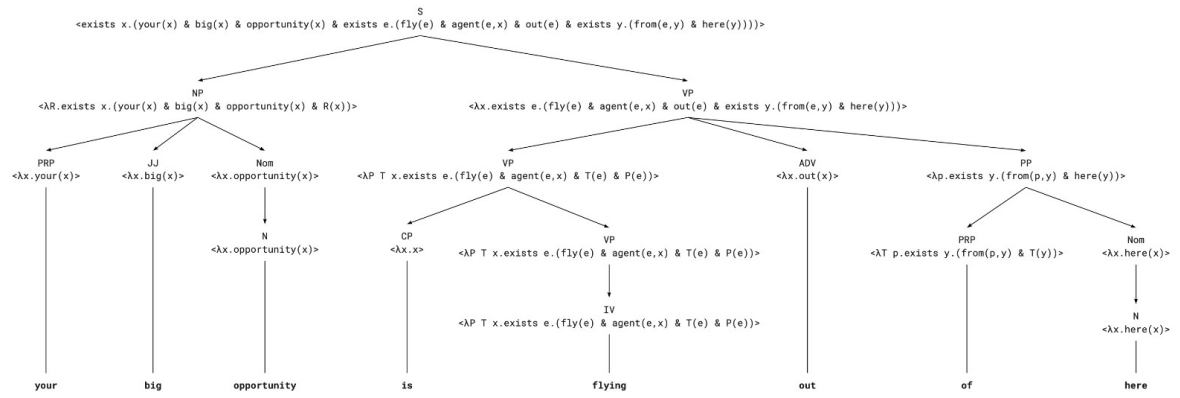 S
<exists x.(your(x) & big(x) & opportunity(x) & exists e.(fly(e) & agent(e,x) & out(e) & exists y.(from(e,y) & here(y))))>
NP VP
<λR.exists x.(your(x) & big(x) & opportunity(x) & R(x))> <λx.exists e.(fly(e) & agent(e,x) & out(e) & exists y.(from(e,y) & here(y)))>
PRP JJ Nom VP ADV PP
<λx.your(x)> <λx.big(x)> <λx.opportunity(x)> <λP T x.exists e.(fly(e) & agent(e,x) & T(e) & P(e))> <λx.out(x)> <λp.exists y.(from(p,y) & here(y))>
N CP VP PRP Nom
<λx.opportunity(x)> <λx.x> <λP T x.exists e.(fly(e) & agent(e,x) & T(e) & P(e))> <λT p.exists y.(from(p,y) & T(y))> <λx.here(x)>
IV N
<λP T x.exists e.(fly(e) & agent(e,x) & T(e) & P(e))> <λx.here(x)>
your big opportunity is flying out of here